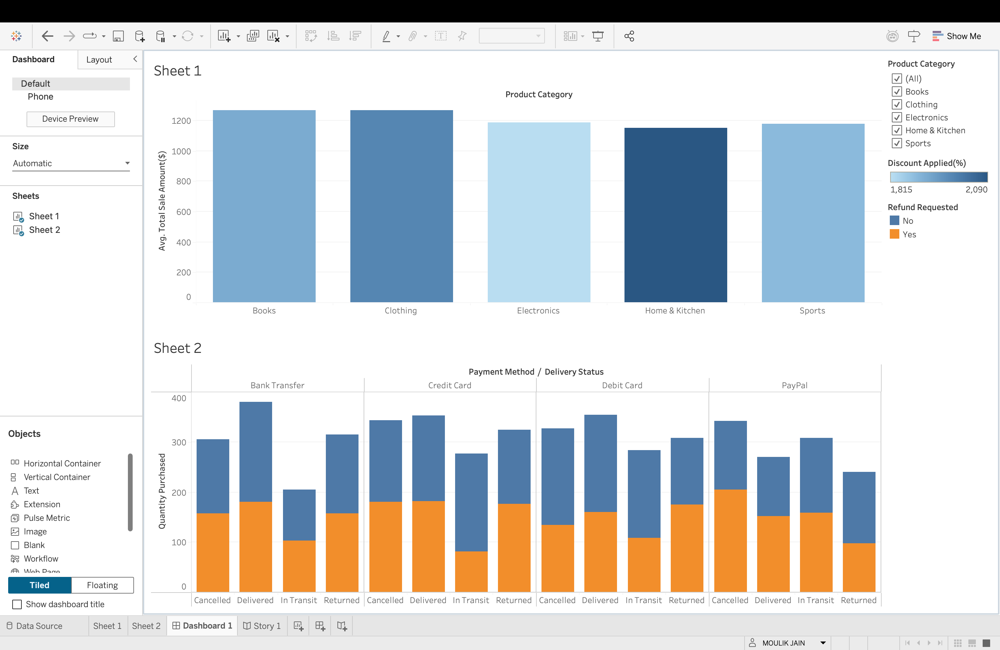 Show Me
Dashboard
Layout
Default
Phone
Device Preview
Size
Automatic
Sheets
Sheet 1
Sheet 2
Objects
Horizontal Container
Vertical Container
Text
Extension
Pulse Metric
Image
Blank
Workflow
Web Page
Tiled
Floating
Show dashboard title
Sheet 1
Product Category
Avg. Total Sale Amount($)
1200
1000
800
600
400
200
0
Books
Clothing
Electronics
Home & Kitchen
Sports
Sheet 2
Payment Method / Delivery Status
Bank Transfer
Credit Card
Debit Card
PayPal
Quantity Purchased
400
300
200
100
0
Cancelled Delivered In Transit Returned Cancelled Delivered In Transit Returned Cancelled Delivered In Transit Returned Cancelled Delivered In Transit Returned
Product Category
(All)
Books
Clothing
Electronics
Home & Kitchen
Sports
Discount Applied(%)
1,815
2,090
Refund Requested
No
Yes
Data Source
Sheet 1
Sheet 2
Dashboard 1
Story 1
MOULIK JAIN